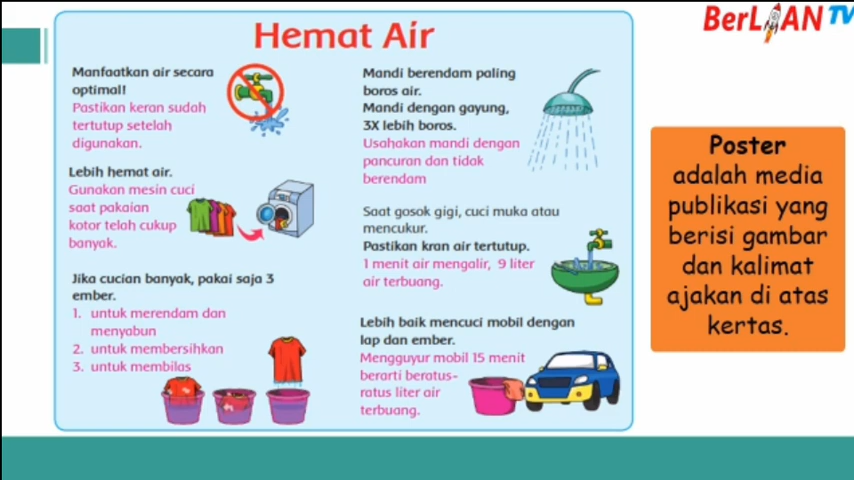 BerLIAN TV
Hemat Air
Manfaatkan air secara
optimal!
Pastikan keran sudah
tertutup setelah
digunakan.
Lebih hemat air.
Gunakan mesin cuci
saat pakaian
kotor telah cukup
banyak.
Jika cucian banyak, pakai saja 3
ember.
1. untuk merendam dan
menyabun
2. untuk membersihkan
3. untuk membilas
Mandi berendam paling
boros air.
Mandi dengan gayung,
3X lebih boros.
Usahakan mandi dengan
pancuran dan tidak
berendam
Saat gosok gigi, cuci muka atau
mencukur.
Pastikan kran air tertutup.
1 menit air mengalir, 9 liter
air terbuang.
Lebih baik mencuci mobil dengan
lap dan ember.
Mengguyur mobil 15 menit
berarti beratus-
ratus liter air
terbuang.
Poster
adalah media
publikasi yang
berisi gambar
dan kalimat
ajakan di atas
kertas.